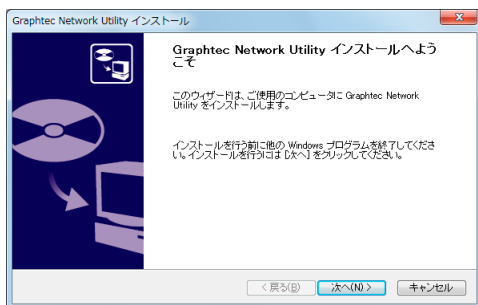 Graphtec Network Utility インストール
Graphtec Network Utility インストールへよう
こそ
このウィザードは、ご使用のコンピュータに Graphtec Network
Utility をインストールします。
インストールを行う前に他の Windows プログラムを終了してくださ
い。インストールを行うには [次へ] をクリックしてください。
< 戻る(B)
次へ(N) >
キャンセル